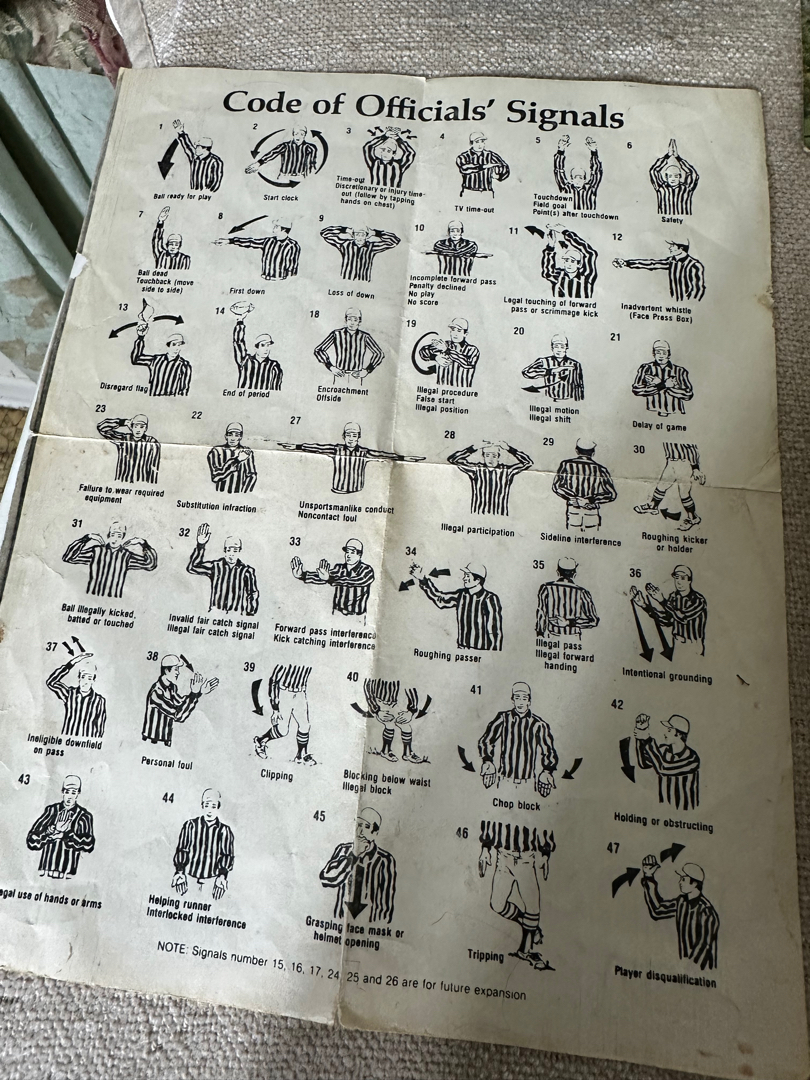 Code of Officials' Signals
1
Ball ready for play
2
Start clock
3
Time-out
Discretionary or injury time-
out (follow by tapping
hands on chest)
4
TV time-out
5
Touchdown
Field goal
Point(s) after touchdown
6
Safety
7
Ball dead
Touchback (move
side to side)
8
First down
9
Loss of down
10
Incomplete forward pass
Penalty declined
No play
No score
11
Legal touching of forward
pass or scrimmage kick
12
Inadvertent whistle
(Face Press Box)
13
Disregard flag
14
End of period
18
Encroachment
Offside
19
Illegal procedure
False start
Illegal position
20
Illegal motion
Illegal shift
21
Delay of game
23
Failure to wear required
equipment
22
Substitution infraction
27
Unsportsmanlike conduct
Noncontact foul
28
Illegal participation
29
Sideline interference
30
Roughing kicker
or holder
31
Ball illegally kicked,
batted or touched
32
Invalid fair catch signal
Illegal fair catch signal
33
Forward pass interference
Kick catching interference
34
Roughing passer
35
Illegal pass
Illegal forward
handing
36
Intentional grounding
37
Ineligible downfield
on pass
38
Personal foul
39
Clipping
40
Blocking below waist
Illegal block
41
Chop block
42
Holding or obstructing
43
egal use of hands or arms
44
Helping runner
Interlocked interference
45
Grasping face mask or
helmet opening
46
Tripping
47
Player disqualification
NOTE: Signals number 15, 16, 17, 24, 25 and 26 are for future expansion